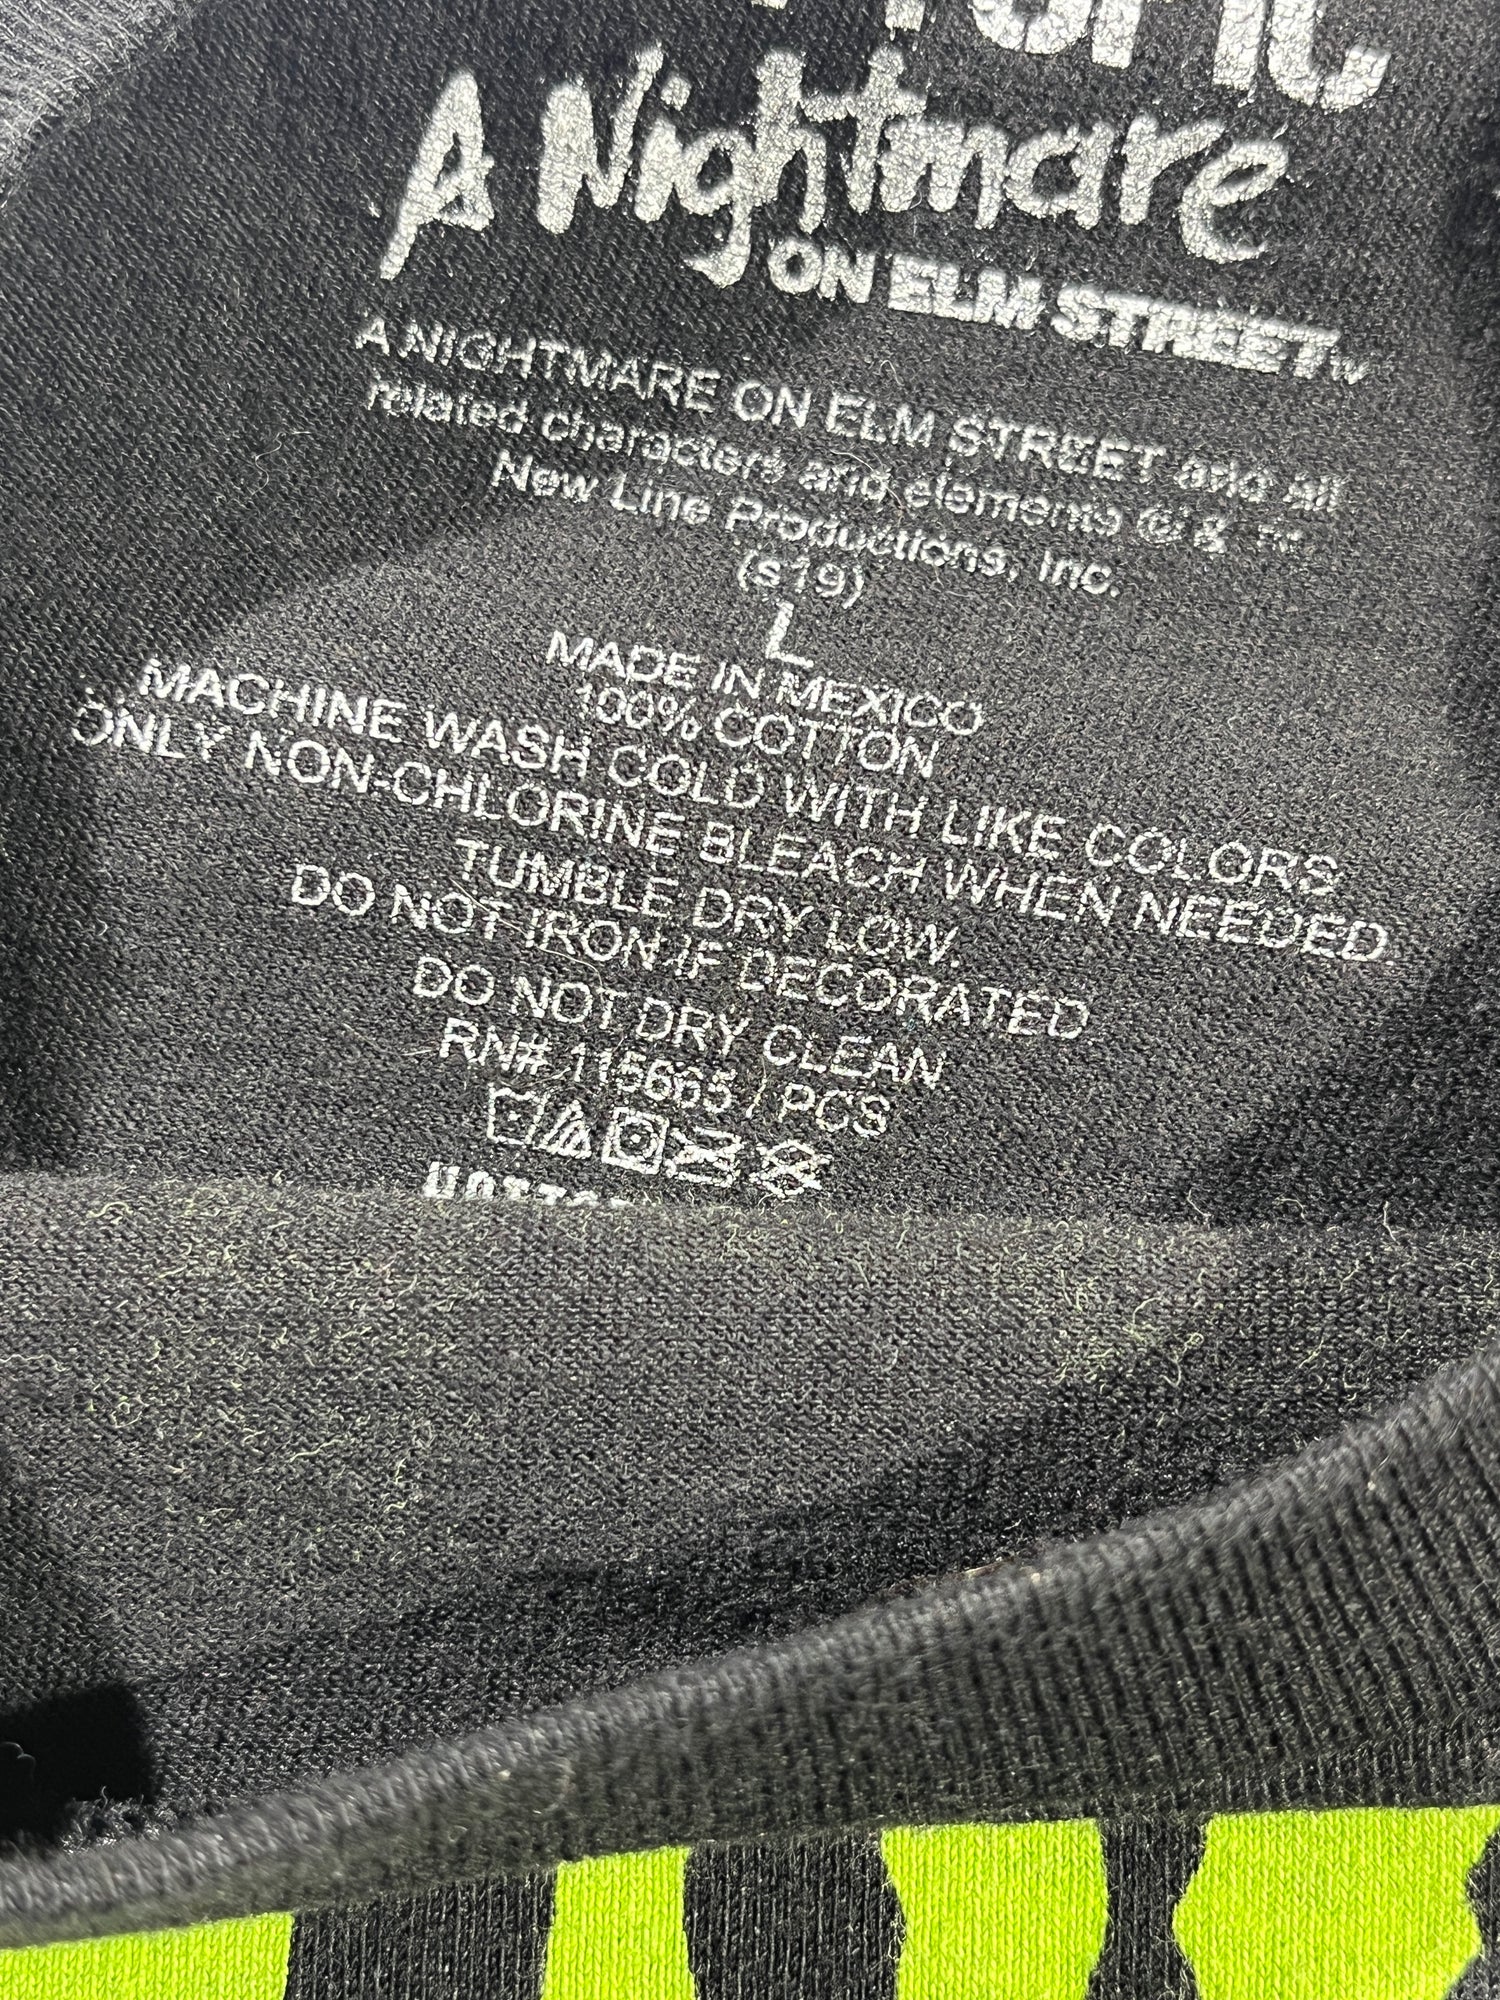 A Nightmare
ON ELM STREET
A NIGHTMARE ON ELM STREET and all
related characters and elements © & ™
New Line Productions, Inc.
(s19)
L
MADE IN MEXICO
100% COTTON
MACHINE WASH COLD WITH LIKE COLORS
ONLY NON-CHLORINE BLEACH WHEN NEEDED.
TUMBLE DRY LOW.
DO NOT IRON IF DECORATED
DO NOT DRY CLEAN
RN# 115665 / PCS